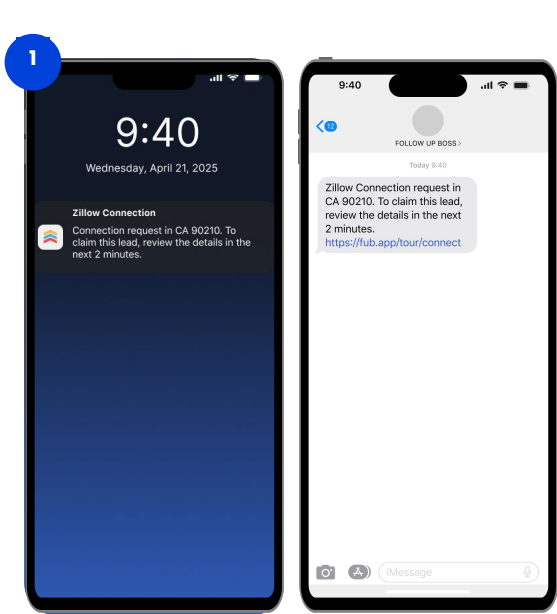 1
9:40
Wednesday, April 21, 2025
Zillow Connection
Connection request in CA 90210. To
claim this lead, review the details in the
next 2 minutes.
9:40
12
FOLLOW UP BOSS >
Today 9:40
Zillow Connection request in
CA 90210. To claim this lead,
review the details in the next
2 minutes.
https://fub.app/tour/connect
iMessage